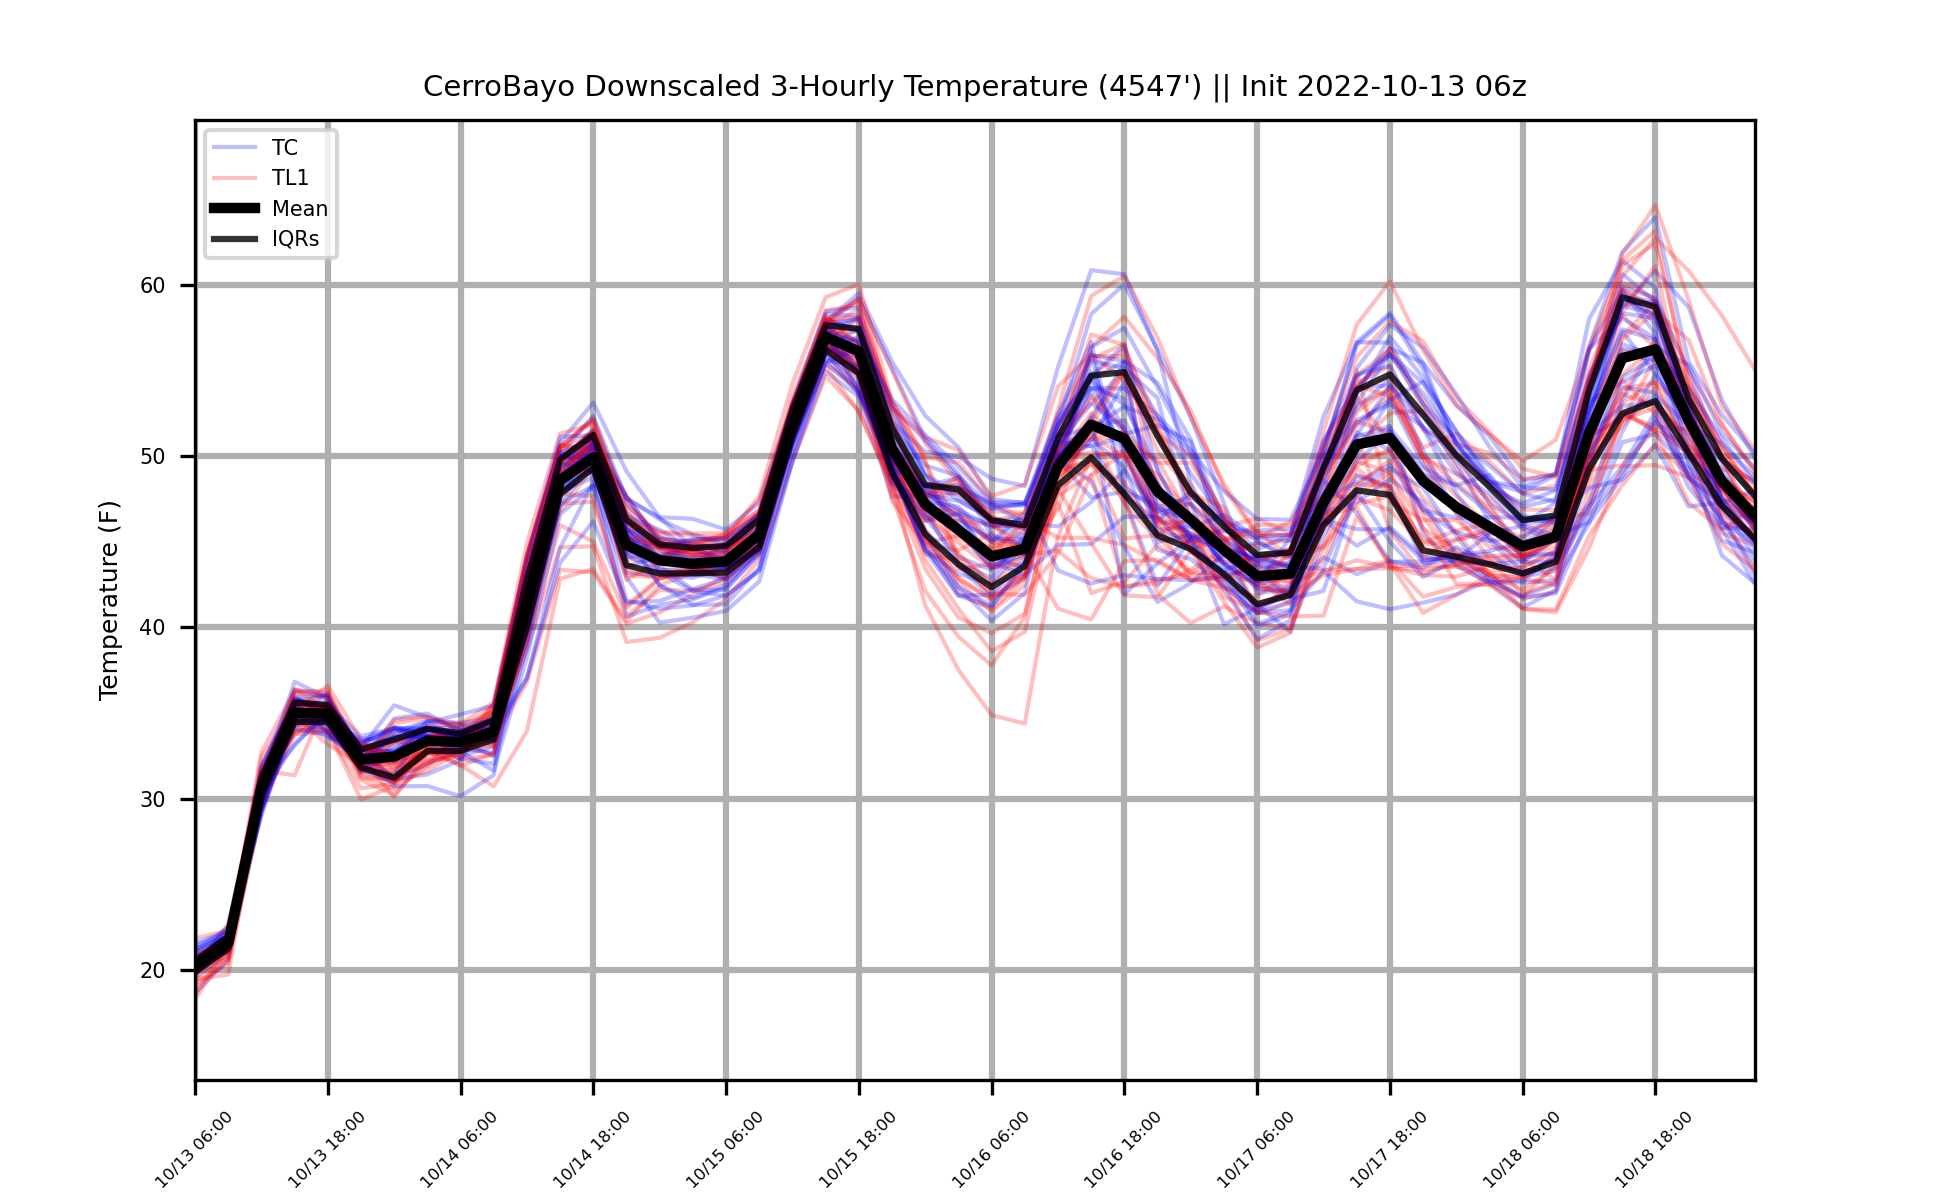 CerroBayo Downscaled 3-Hourly Temperature (4547') || Init 2022-10-13 06z
TC
TL1
Mean
IQRs
Temperature (F)
60
50
40
30
20
10/13 06:00
10/13 18:00
10/14 06:00
10/14 18:00
10/15 06:00
10/15 18:00
10/16 06:00
10/16 18:00
10/17 06:00
10/17 18:00
10/18 06:00
10/18 18:00